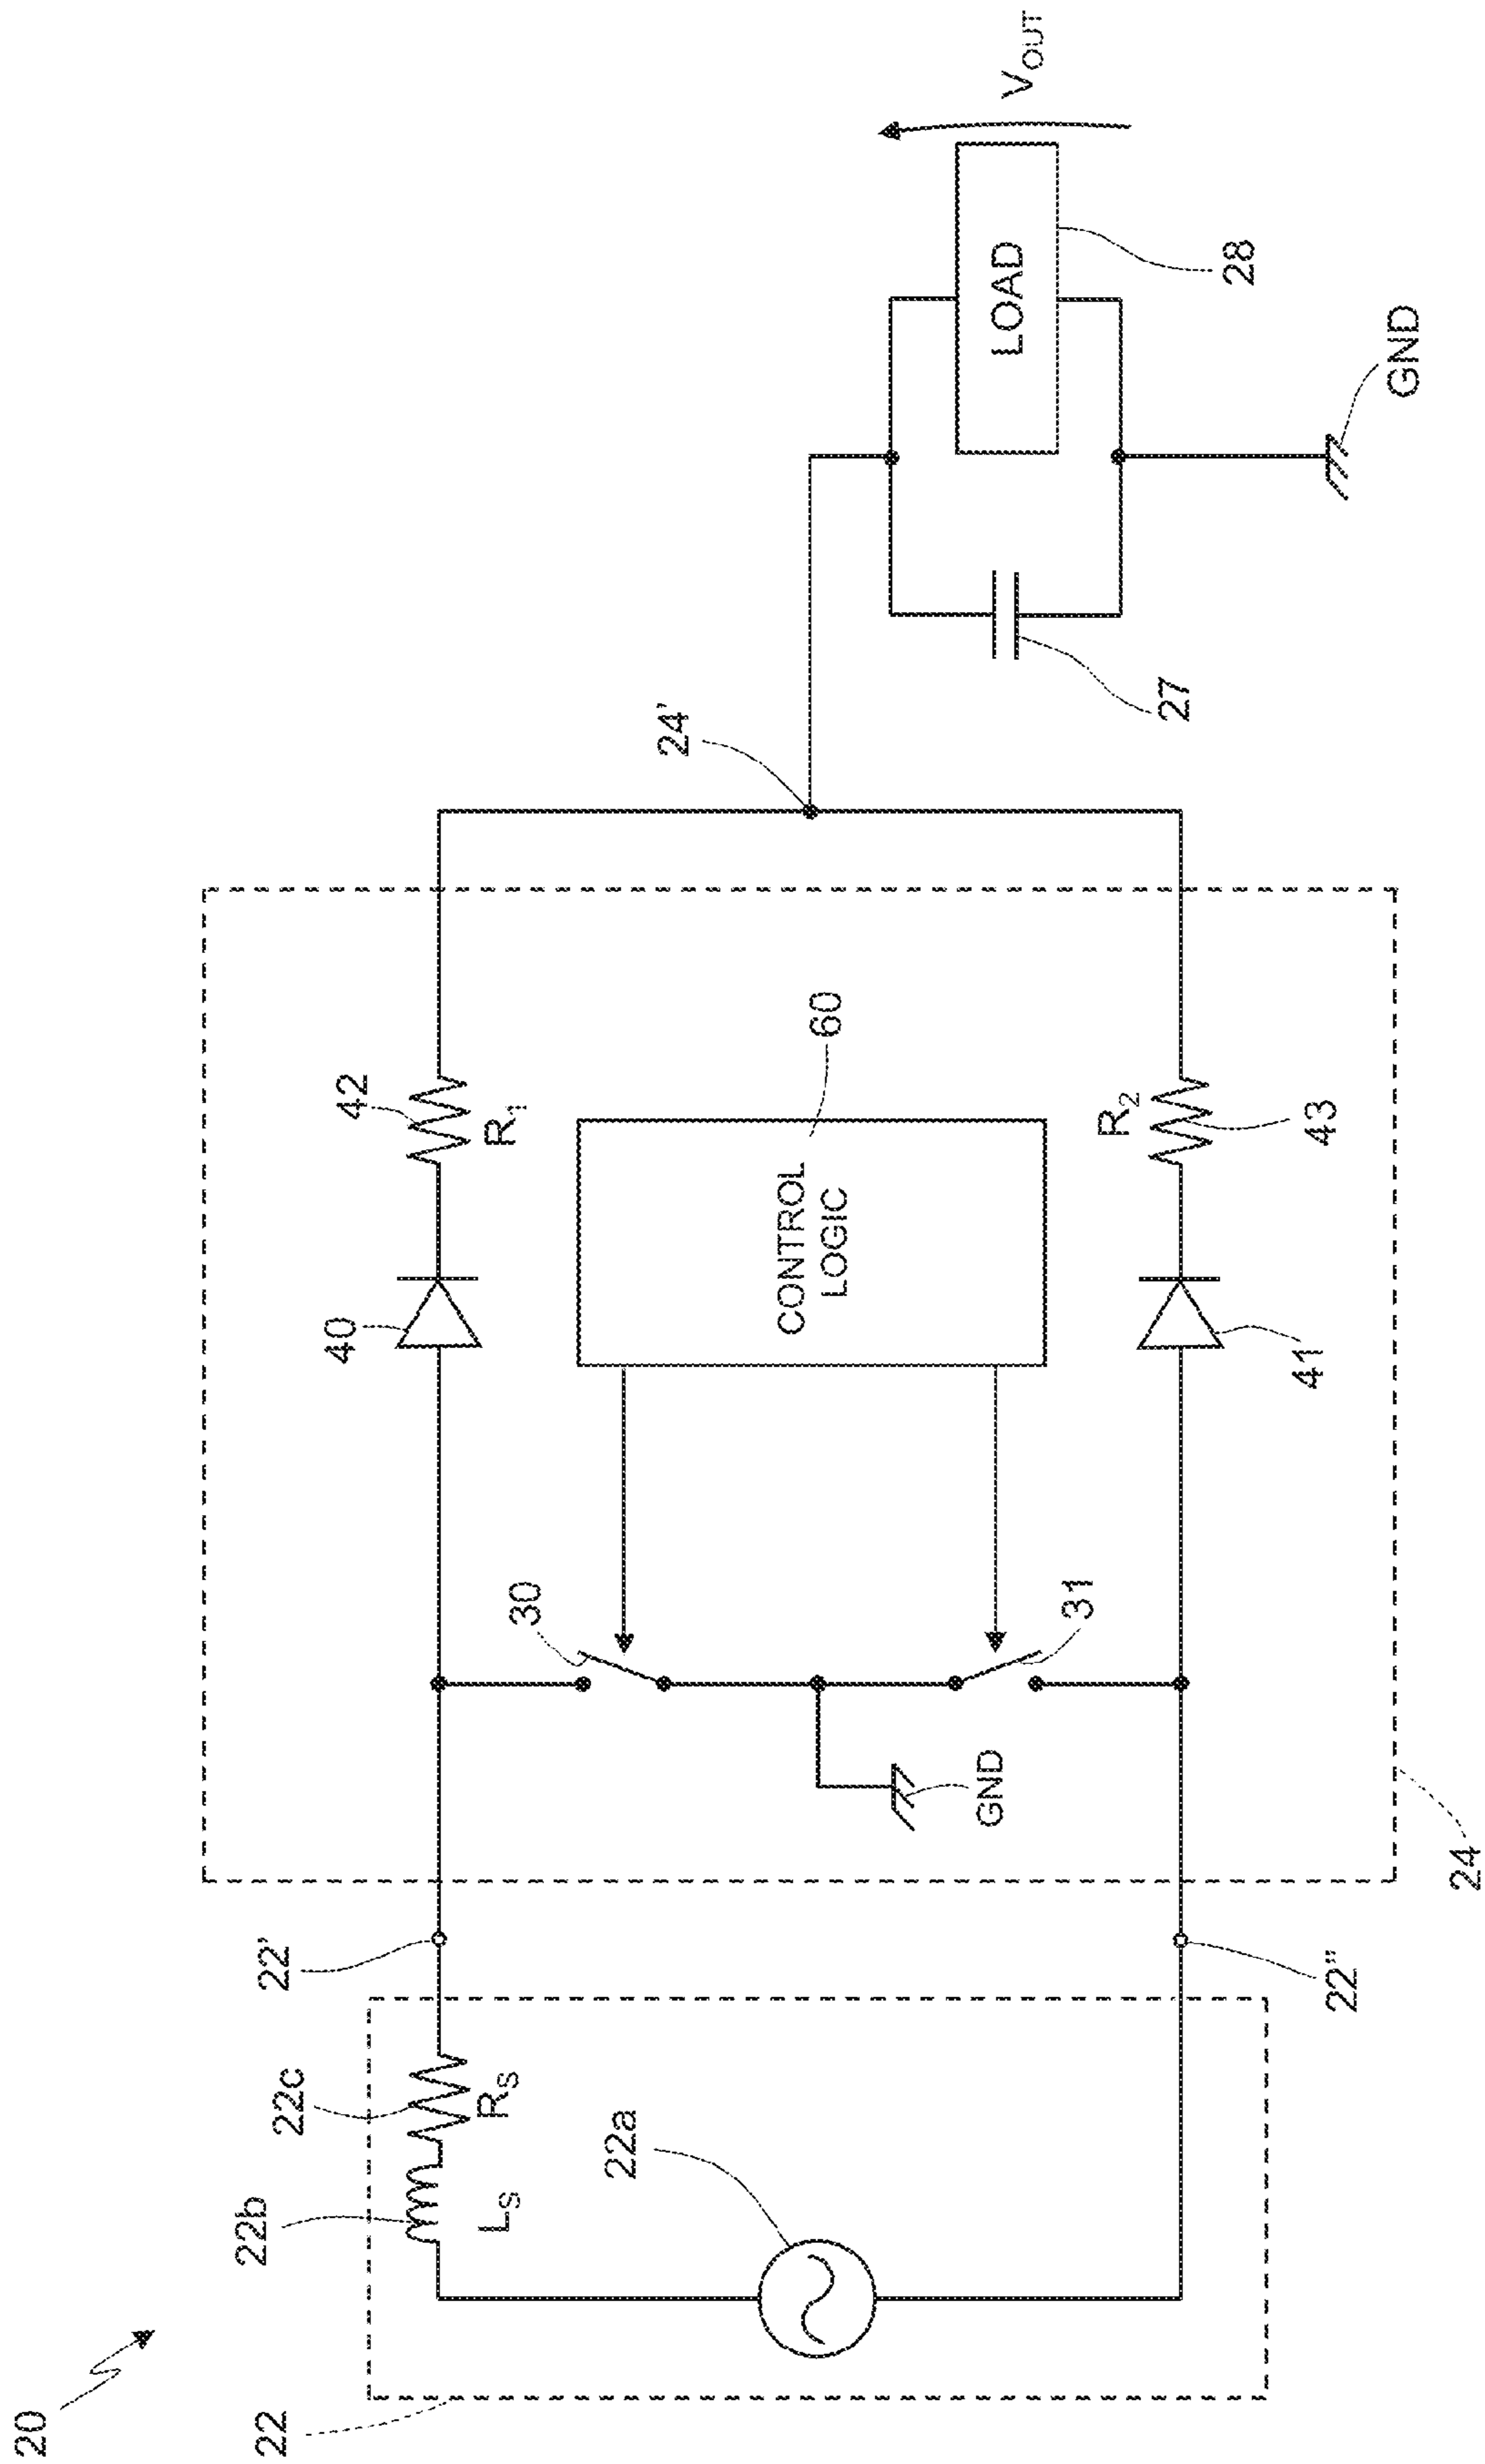 20
22
22b
22c
LS
RS
22a
22'
22"
24
GND
30
31
40
41
42
R1
CONTROL
LOGIC
60
R2
43
24'
27
LOAD
28
GND
VOUT